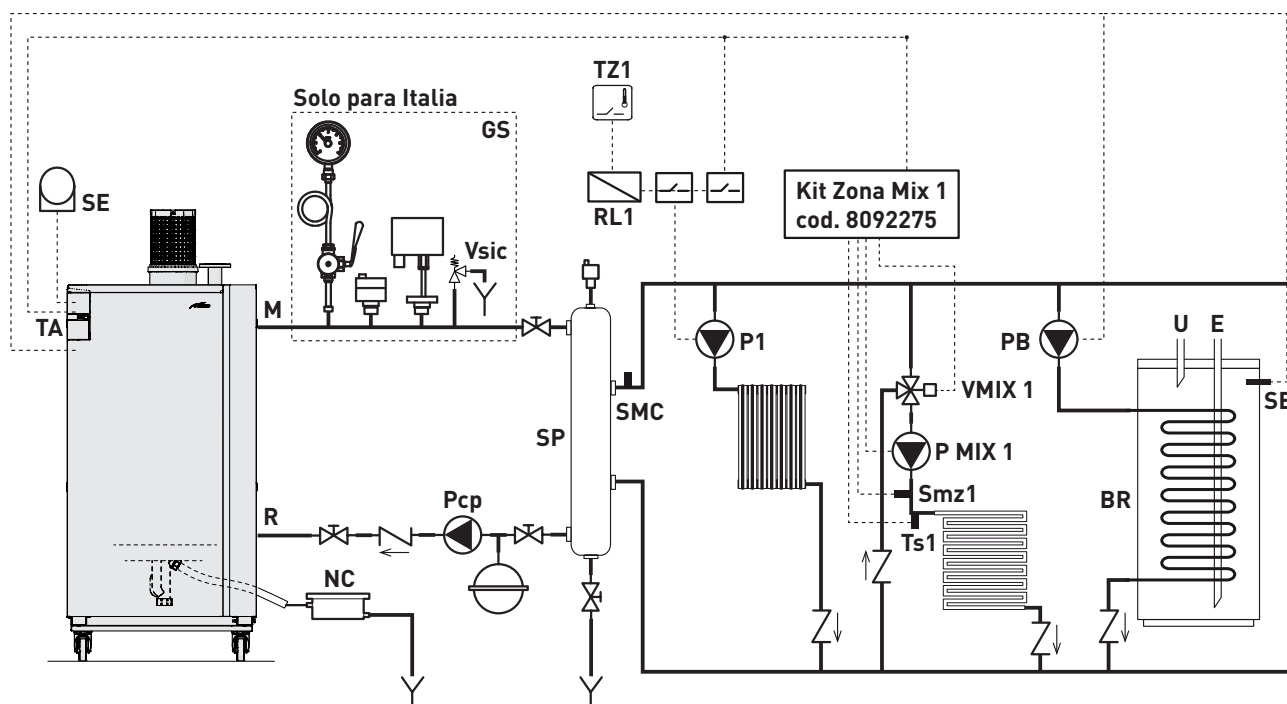 TZ1
Solo para Italia
GS
SE
RL1
Kit Zona Mix 1
cod. 8092275
Vsic
M
TA
P1
PB
U
E
VMIX 1
SMC
SP
P MIX 1
SB
Smz1
BR
Ts1
R
Pcp
NC